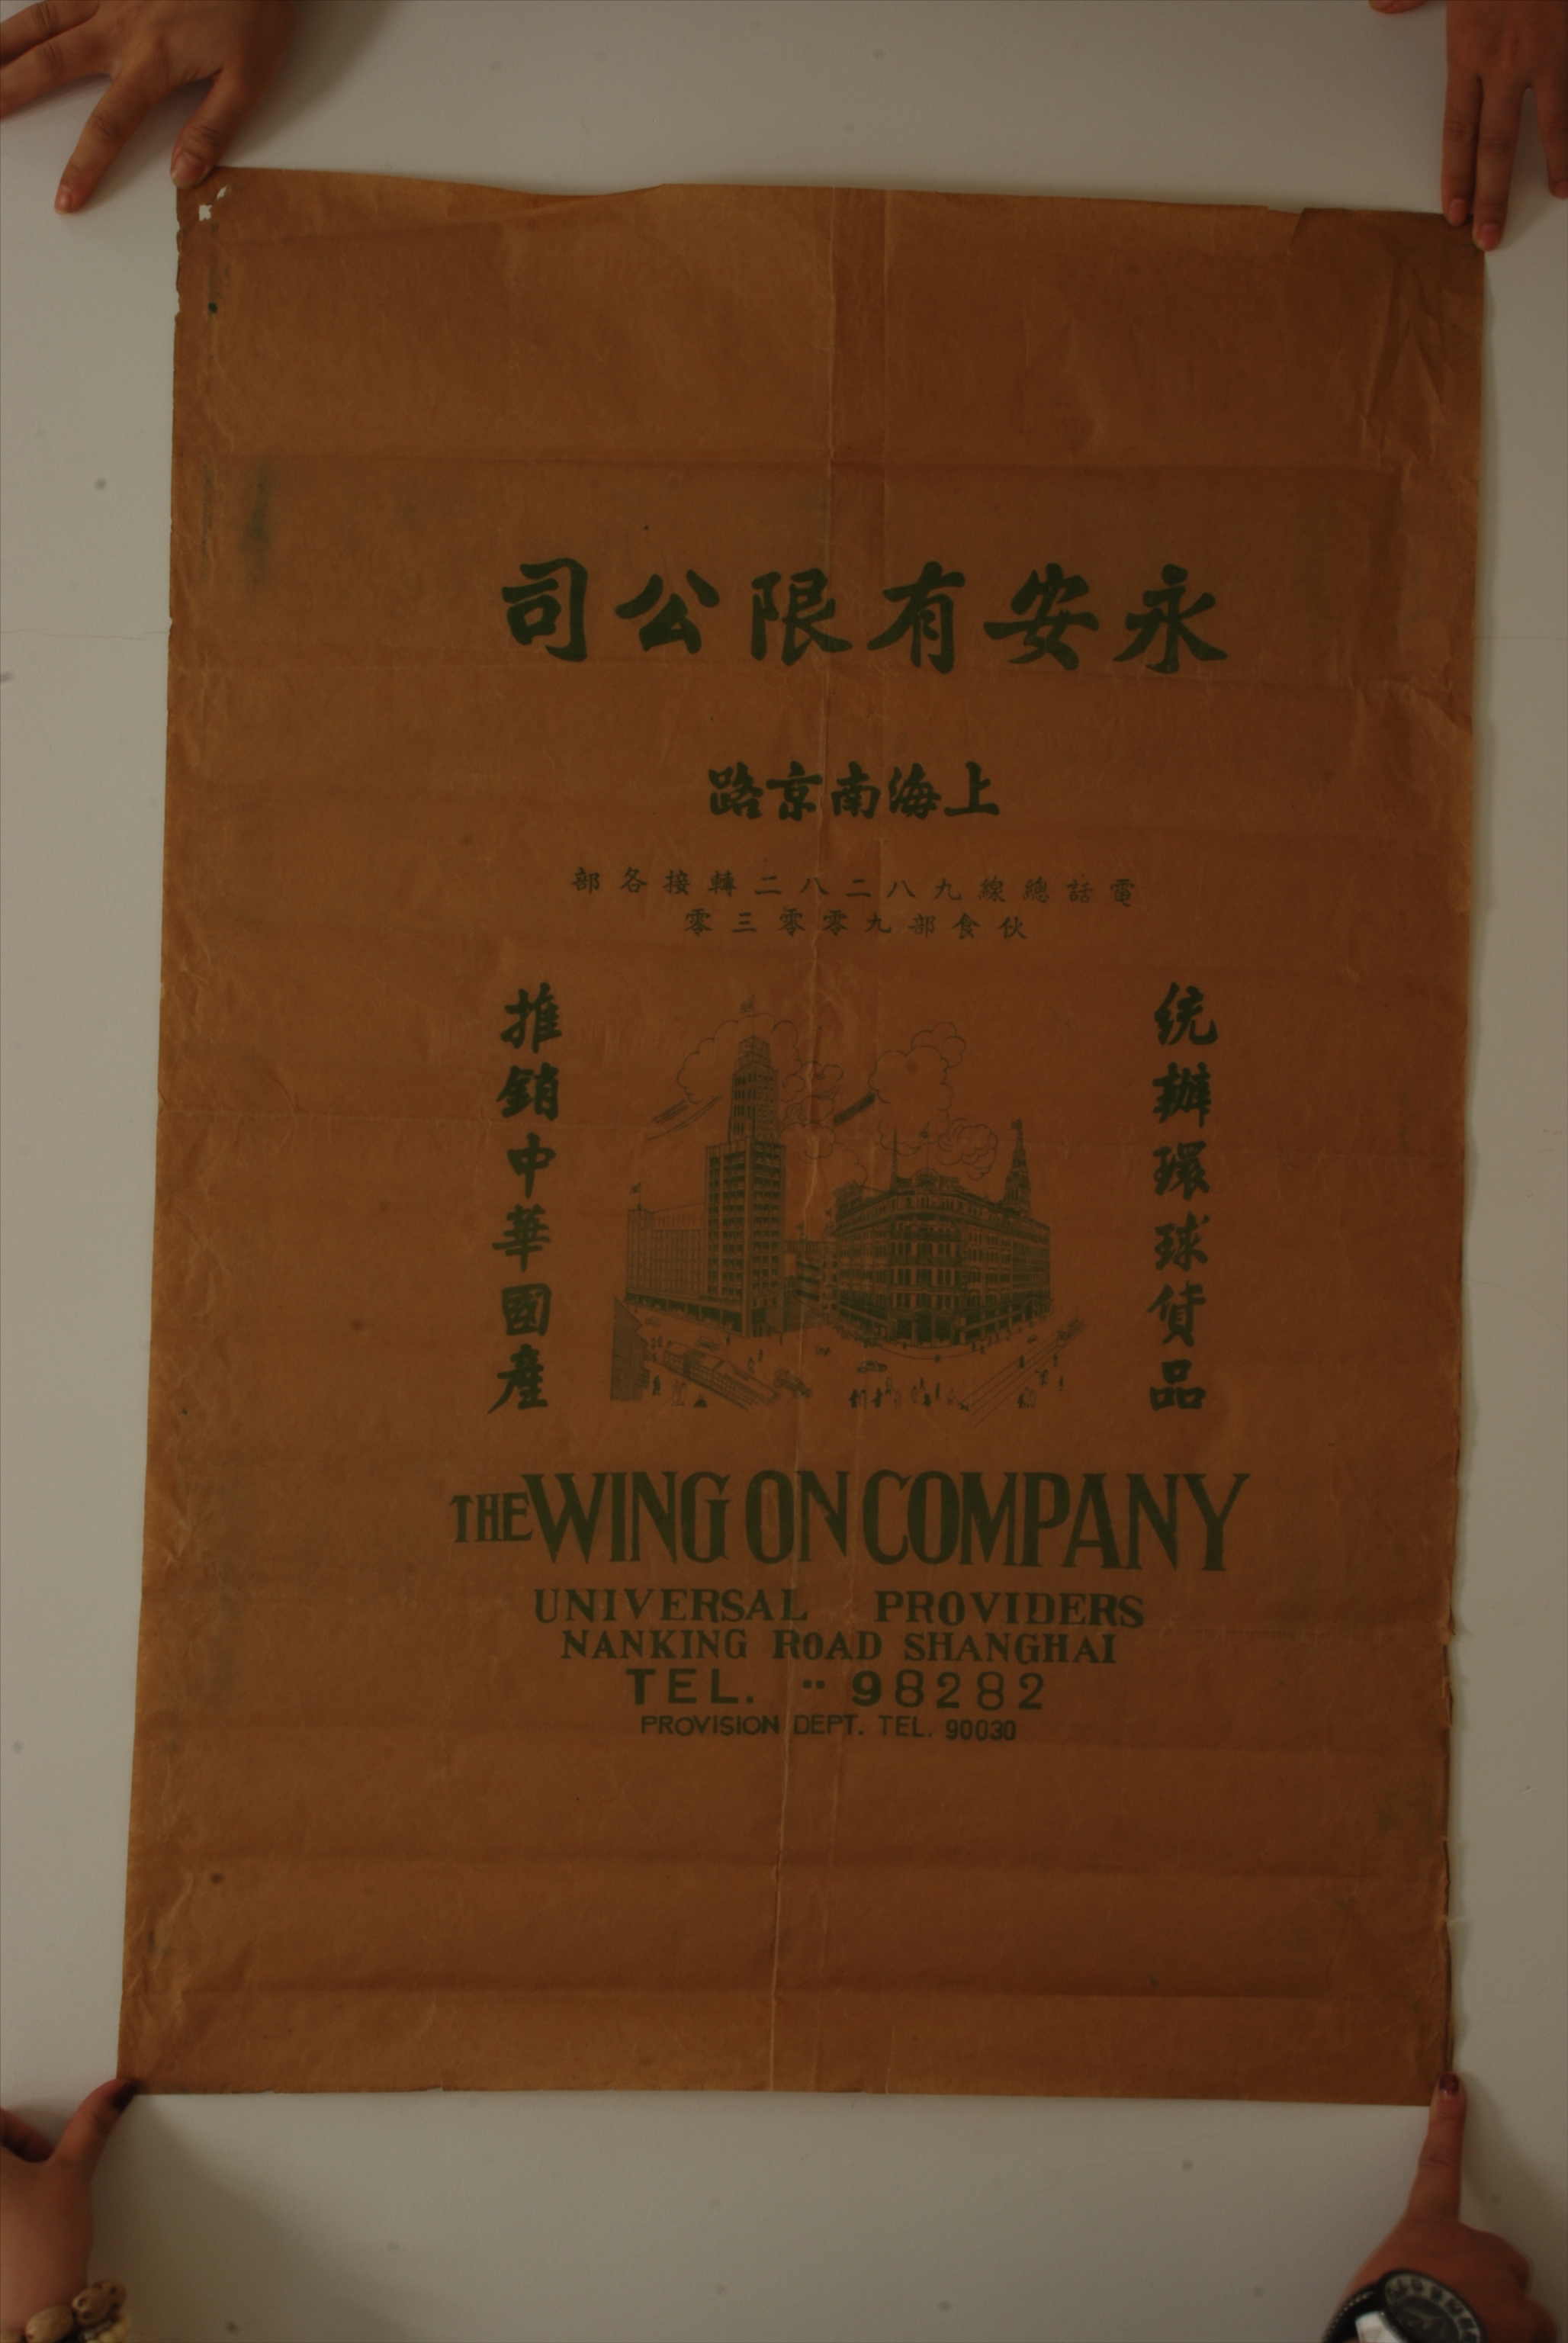 永安有限公司
上海南京路
電話總線九八二八二轉接各部
伙食部九零零三零
統辦環球貨品
推銷中華國產
THE WING ON COMPANY
UNIVERSAL PROVIDERS
NANKING ROAD SHANGHAI
TEL. ·· 98282
PROVISION DEPT. TEL. 90030